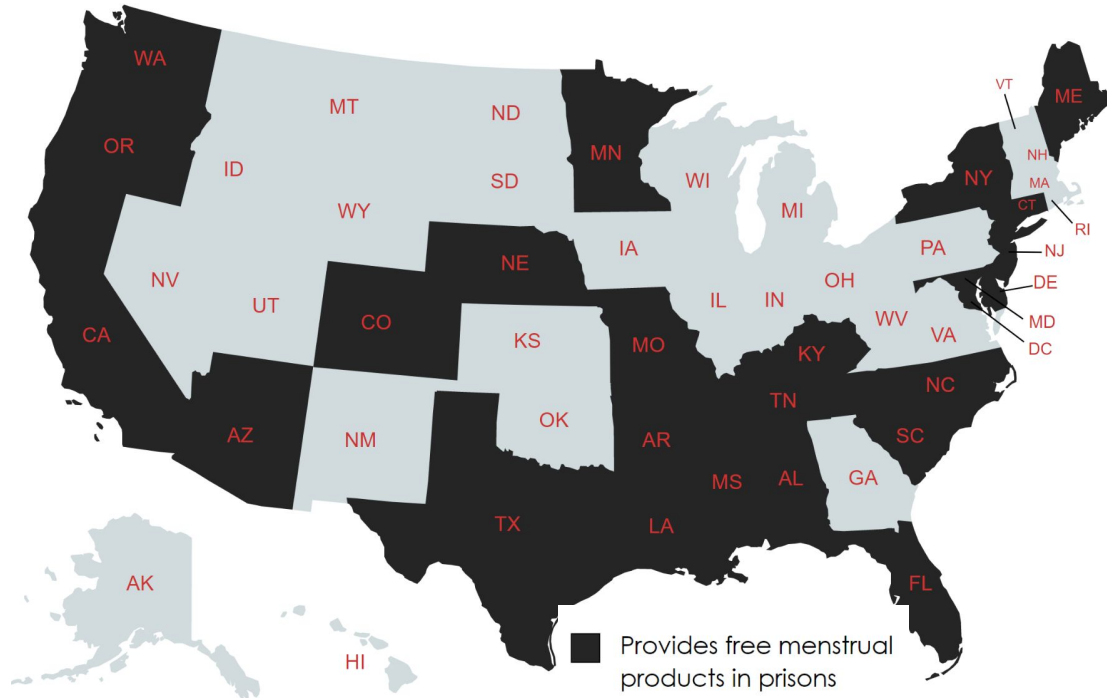 WA
MT
ND
MN
VT
ME
OR
ID
SD
WI
MI
NY
NH
MA
CT
RI
WY
NE
IA
PA
NJ
NV
UT
CO
IL
IN
OH
DE
CA
KS
MO
WV
VA
MD
DC
KY
AZ
NM
OK
AR
TN
NC
SC
MS
AL
GA
TX
LA
FL
AK
HI
Provides free menstrual
products in prisons